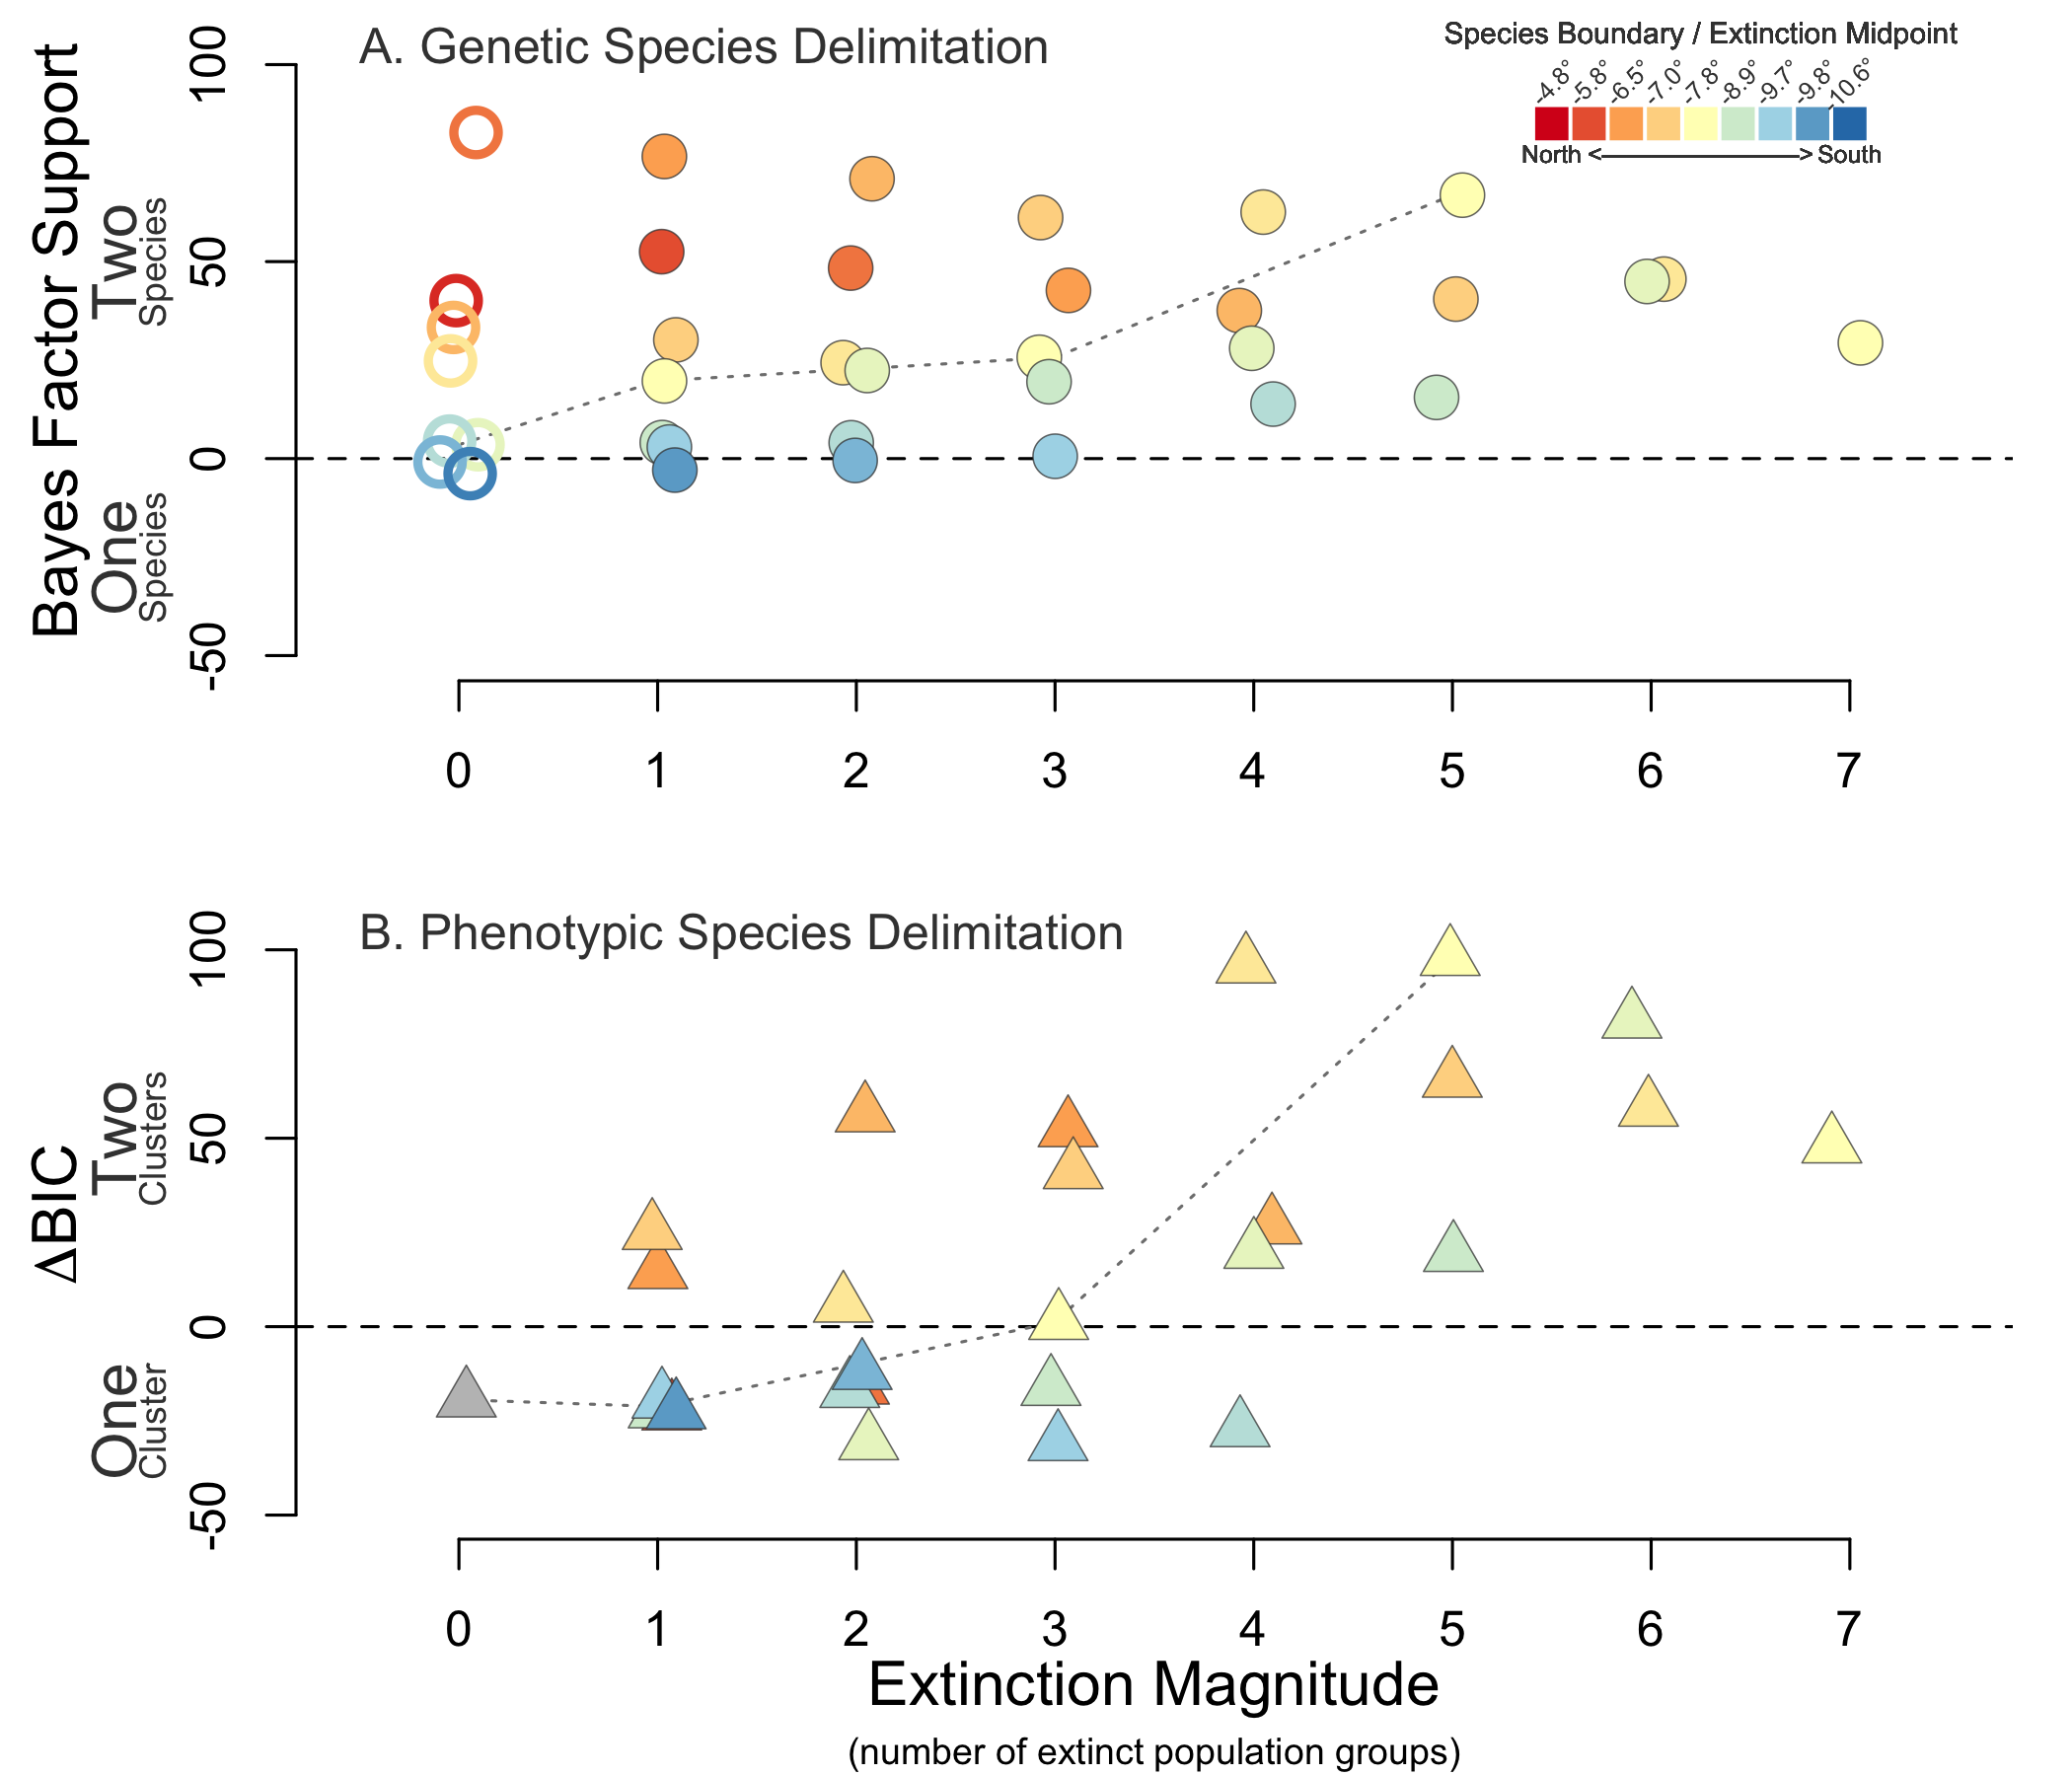 A. Genetic Species Delimitation
Species Boundary / Extinction Midpoint
-4.8° -5.8° -6.5° -7.0° -7.8° -8.9° -9.7° -9.8° -10.6°
North <> South
Bayes Factor Support
Two
Species
One
Species
100
50
0
-50
0 1 2 3 4 5 6 7
B. Phenotypic Species Delimitation
ΔBIC
Two
Clusters
One
Cluster
100
50
0
-50
0 1 2 3 4 5 6 7
Extinction Magnitude
(number of extinct population groups)